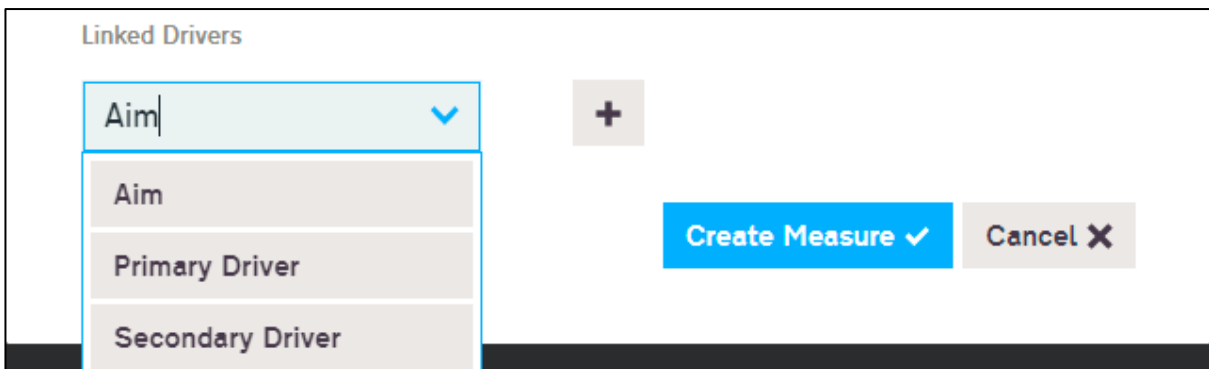 Linked Drivers
Aim
Aim
Primary Driver
Secondary Driver
Create Measure
Cancel